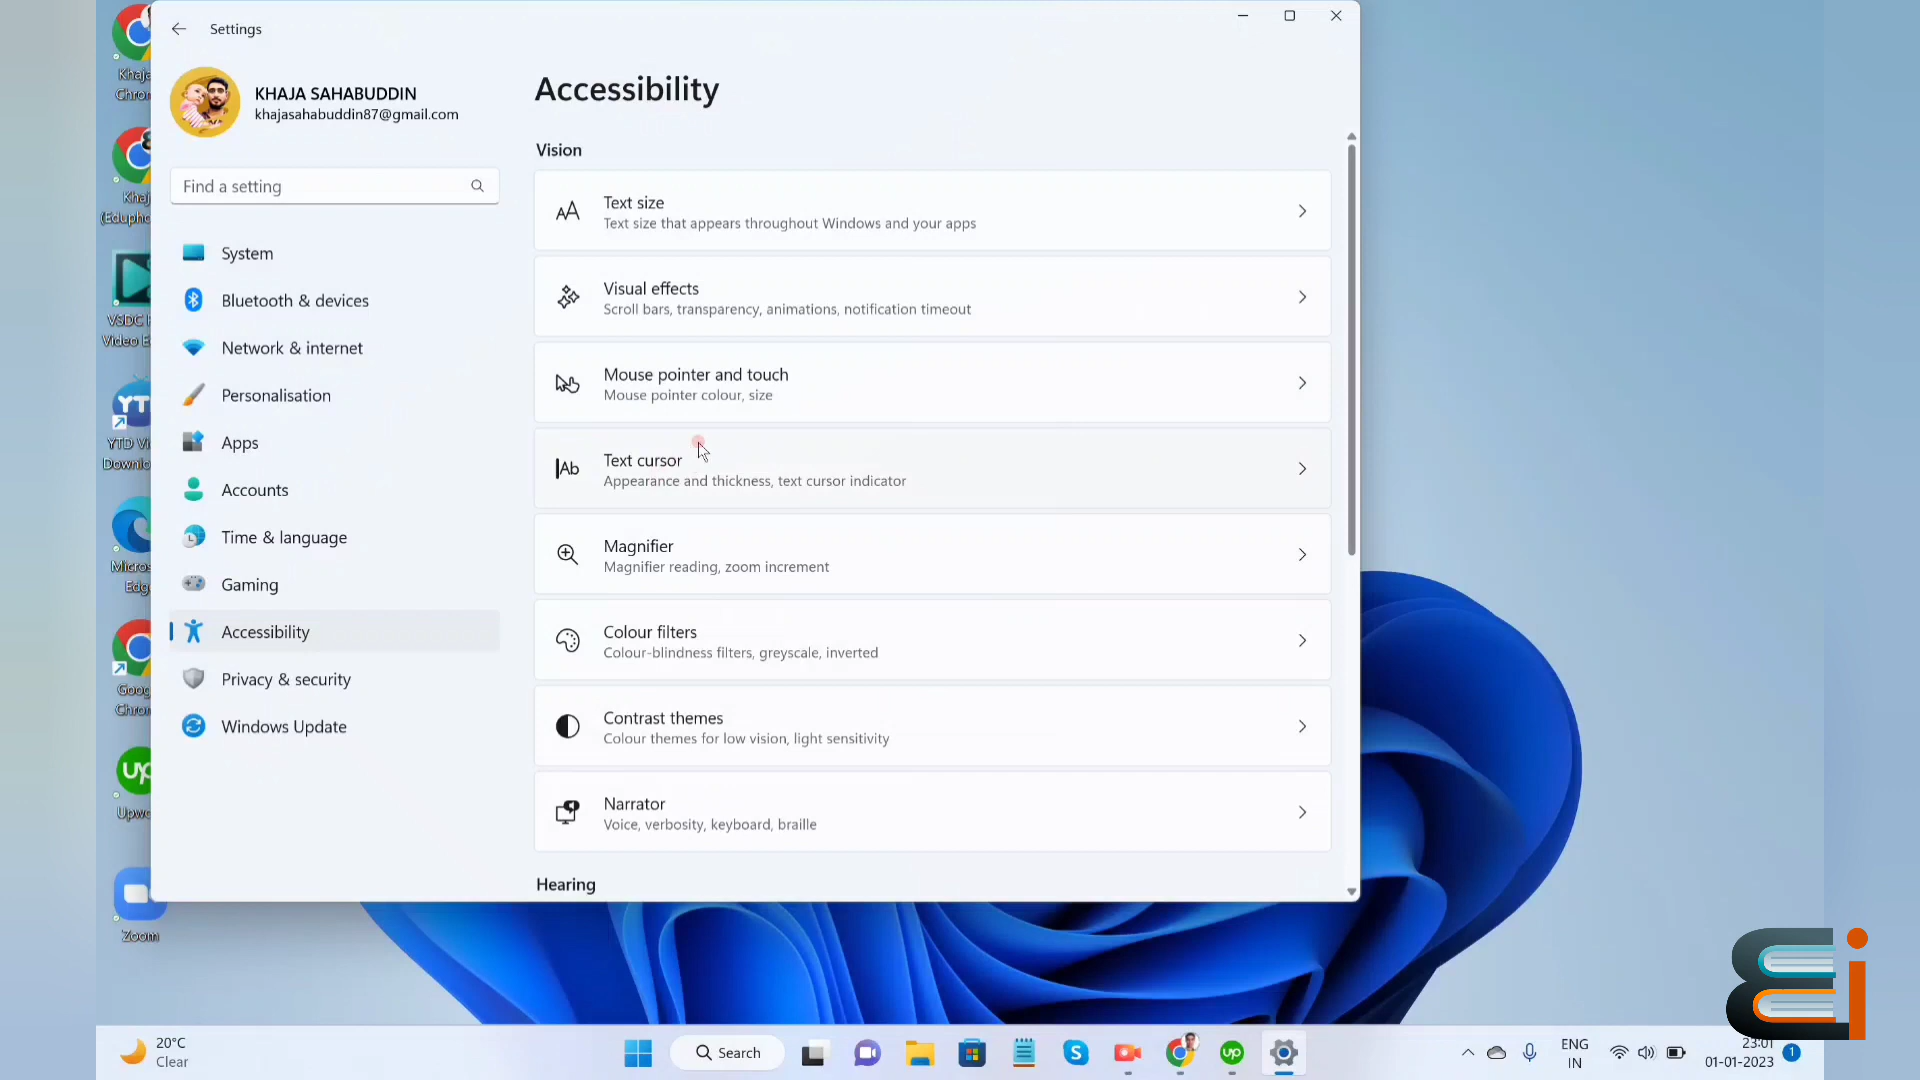 Settings
KHAJA SAHABUDDIN
khajasahabuddin87@gmail.com
Find a setting
System
Bluetooth & devices
Network & internet
Personalisation
Apps
Accounts
Time & language
Gaming
Accessibility
Privacy & security
Windows Update
Accessibility
Vision
Text size
Text size that appears throughout Windows and your apps
Visual effects
Scroll bars, transparency, animations, notification timeout
Mouse pointer and touch
Mouse pointer colour, size
Text cursor
Appearance and thickness, text cursor indicator
Magnifier
Magnifier reading, zoom increment
Colour filters
Colour-blindness filters, greyscale, inverted
Contrast themes
Colour themes for low vision, light sensitivity
Narrator
Voice, verbosity, keyboard, braille
Hearing
VSDC
Zoom
20°C
Clear
Search
ENG
IN
23:01
01-01-2023
1